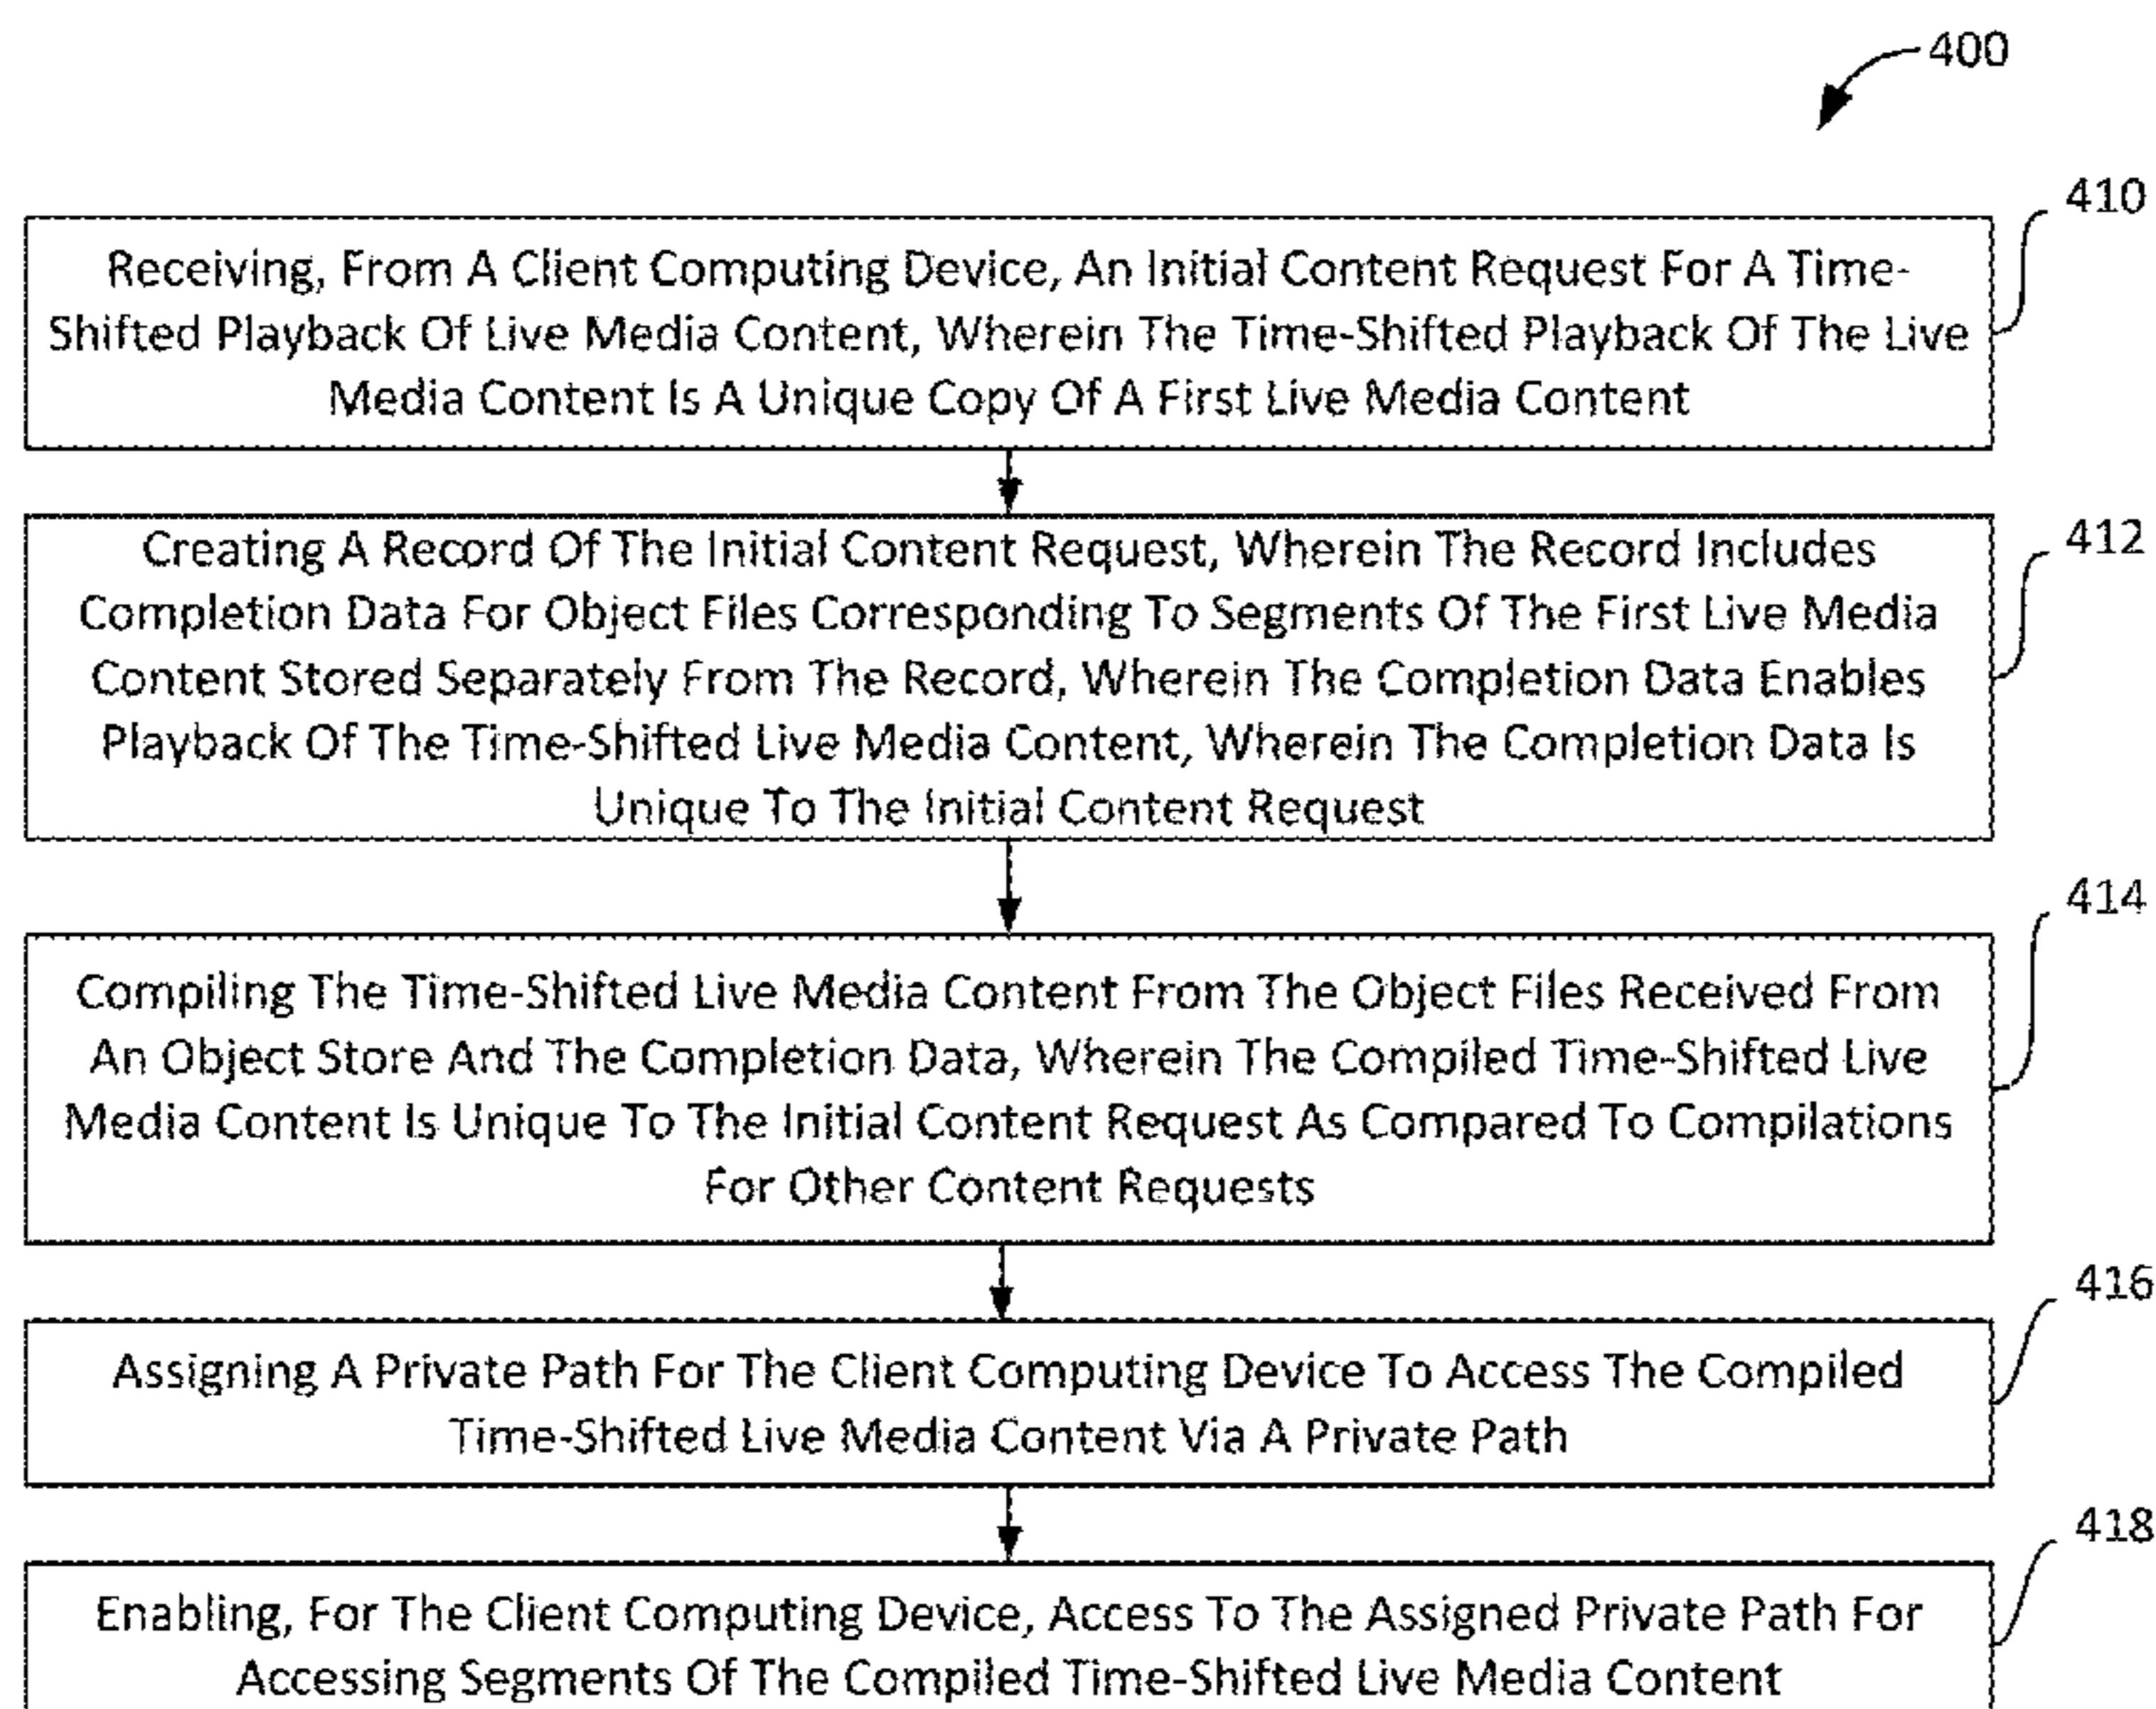 400
410
Receiving, From A Client Computing Device, An Initial Content Request For A Time-
Shifted Playback Of Live Media Content, Wherein The Time-Shifted Playback Of The Live
Media Content Is A Unique Copy Of A First Live Media Content
412
Creating A Record Of The Initial Content Request, Wherein The Record Includes
Completion Data For Object Files Corresponding To Segments Of The First Live Media
Content Stored Separately From The Record, Wherein The Completion Data Enables
Playback Of The Time-Shifted Live Media Content, Wherein The Completion Data Is
Unique To The Initial Content Request
414
Compiling The Time-Shifted Live Media Content From The Object Files Received From
An Object Store And The Completion Data, Wherein The Compiled Time-Shifted Live
Media Content Is Unique To The Initial Content Request As Compared To Compilations
For Other Content Requests
416
Assigning A Private Path For The Client Computing Device To Access The Compiled
Time-Shifted Live Media Content Via A Private Path
418
Enabling, For The Client Computing Device, Access To The Assigned Private Path For
Accessing Segments Of The Compiled Time-Shifted Live Media Content